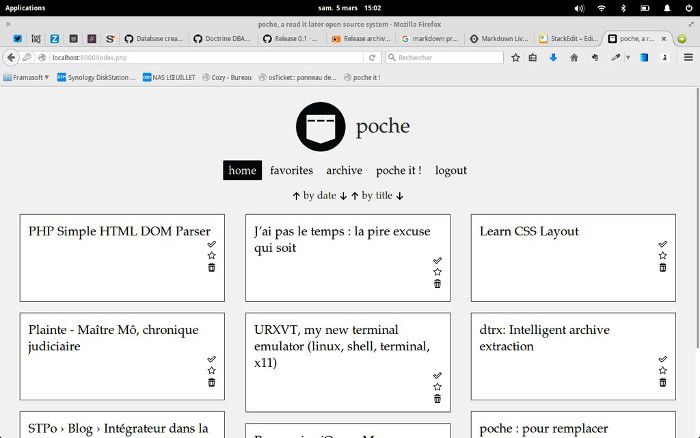 Applications
sam. 5 mars 15:02
poche, a read it later open source system - Mozilla Firefox
Database crea...
Doctrine DBA...
Release 0.1 · ...
Release archiv...
markdown pr...
Markdown Liv...
StackEdit – Edi...
poche, a r...
localhost:8000/index.php
Rechercher
Framasoft
Synology DiskStation ...
NAS LŒUILLET
Cozy - Bureau
osTicket:: panneau de...
poche it !
poche
home
favorites
archive
poche it !
logout
by date
by title
PHP Simple HTML DOM Parser
J'ai pas le temps : la pire excuse
qui soit
Learn CSS Layout
Plainte - Maître Mô, chronique
judiciaire
URXVT, my new terminal
emulator (linux, shell, terminal,
x11)
dtrx: Intelligent archive
extraction
STPo › Blog › Intégrateur dans la
poche : pour remplacer